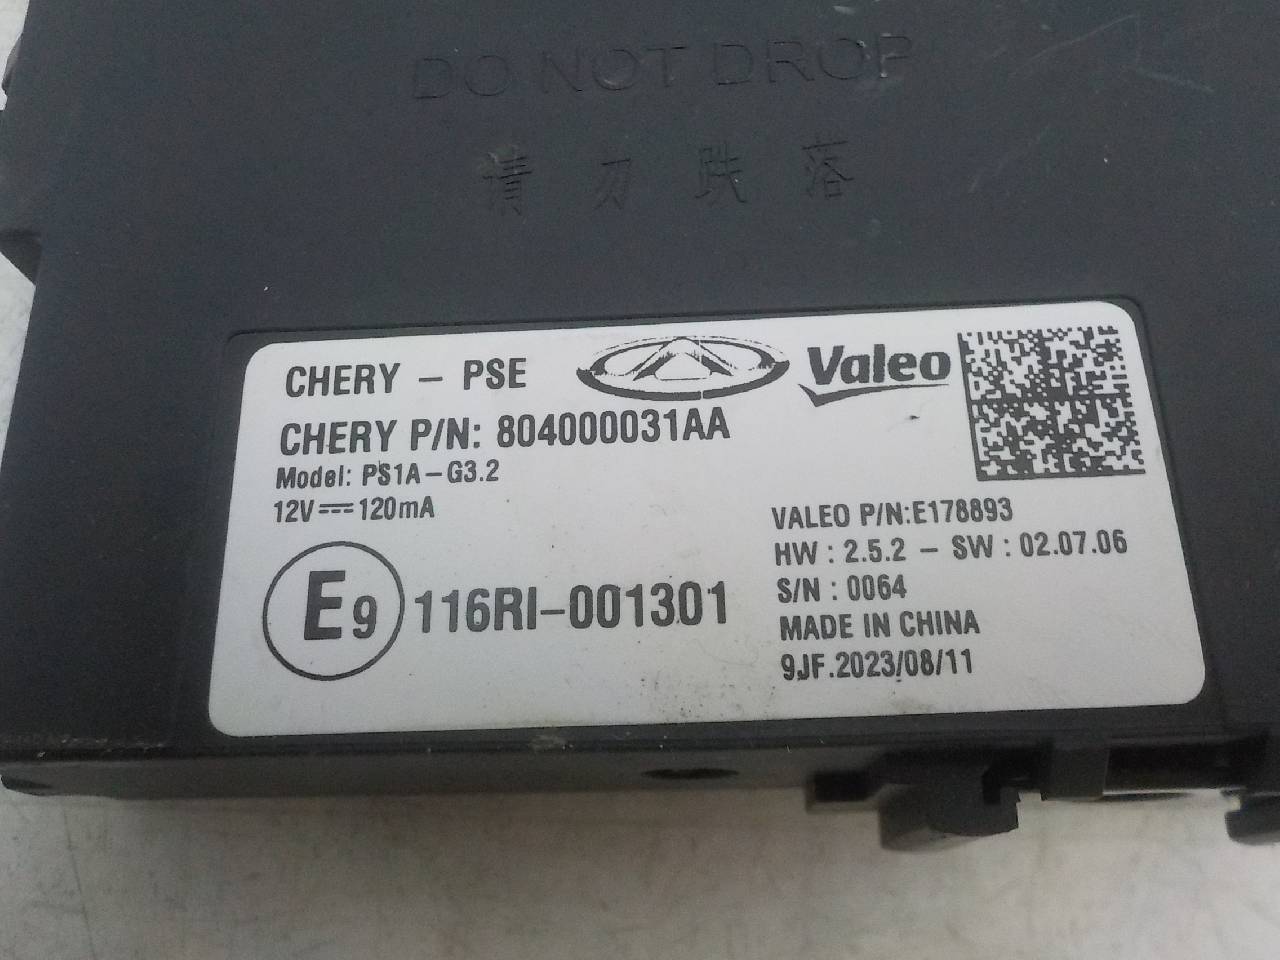 DO NOT DROP
请勿跌落
CHERY - PSE
Valeo
CHERY P/N: 804000031AA
Model: PS1A-G3.2
12V⎓120mA
VALEO P/N:E178893
HW : 2.5.2 - SW : 02.07.06
S/N : 0064
E9 116RI-001301
MADE IN CHINA
9JF.2023/08/11